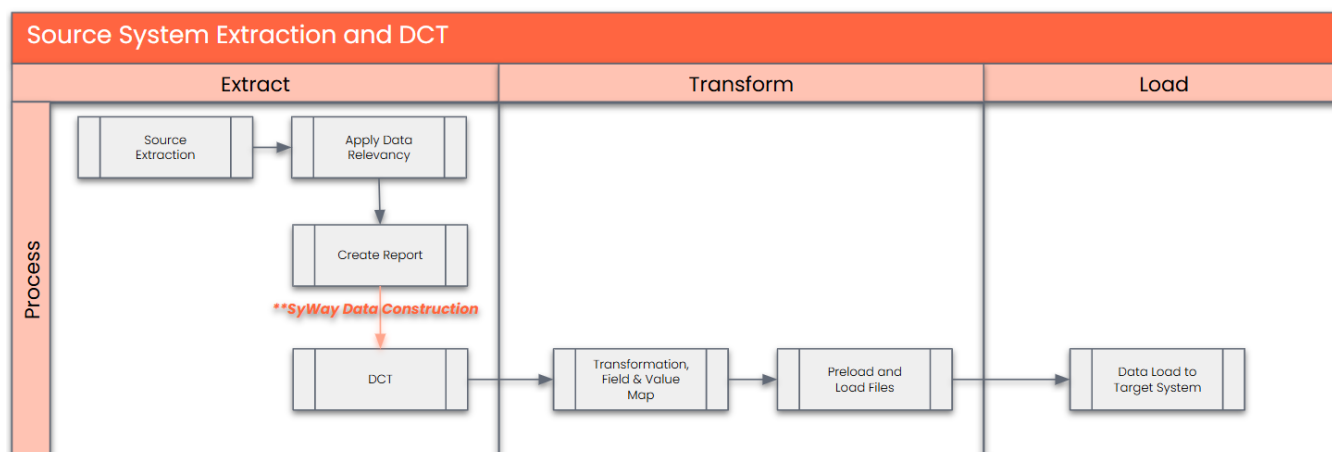 Source System Extraction and DCT
Extract
Transform
Load
Process
Source
Extraction
Apply Data
Relevancy
Create Report
**SyWay Data Construction
DCT
Transformation,
Field & Value
Map
Preload and
Load Files
Data Load to
Target System